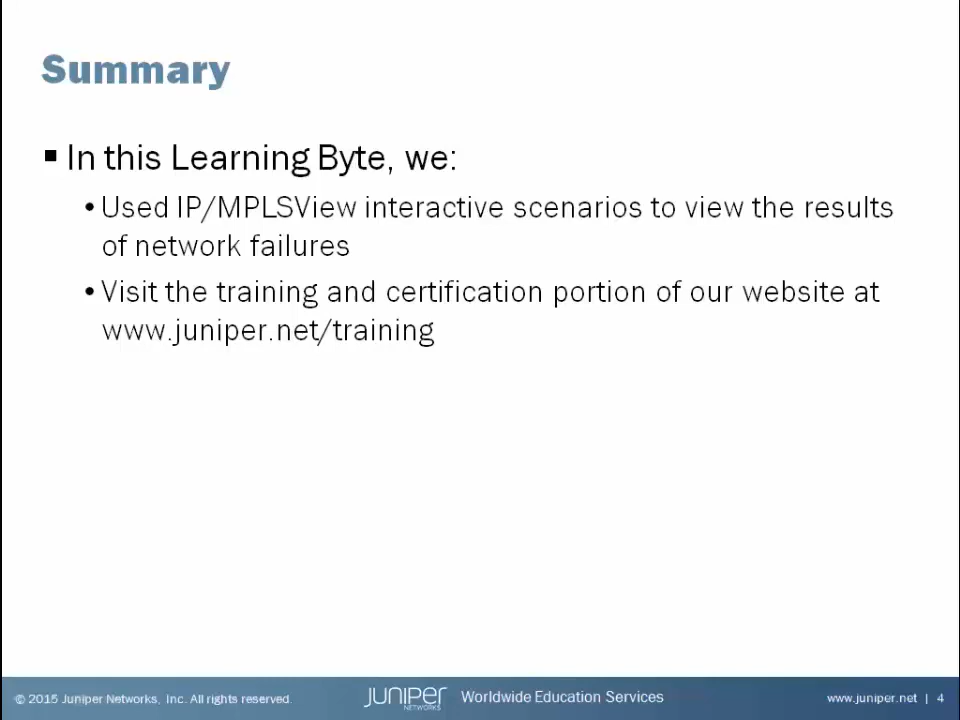 Summary
▪ In this Learning Byte, we:
• Used IP/MPLSView interactive scenarios to view the results
of network failures
• Visit the training and certification portion of our website at
www.juniper.net/training
© 2015 Juniper Networks, Inc. All rights reserved.
JUNIPER
NETWORKS
Worldwide Education Services
www.juniper.net | 4